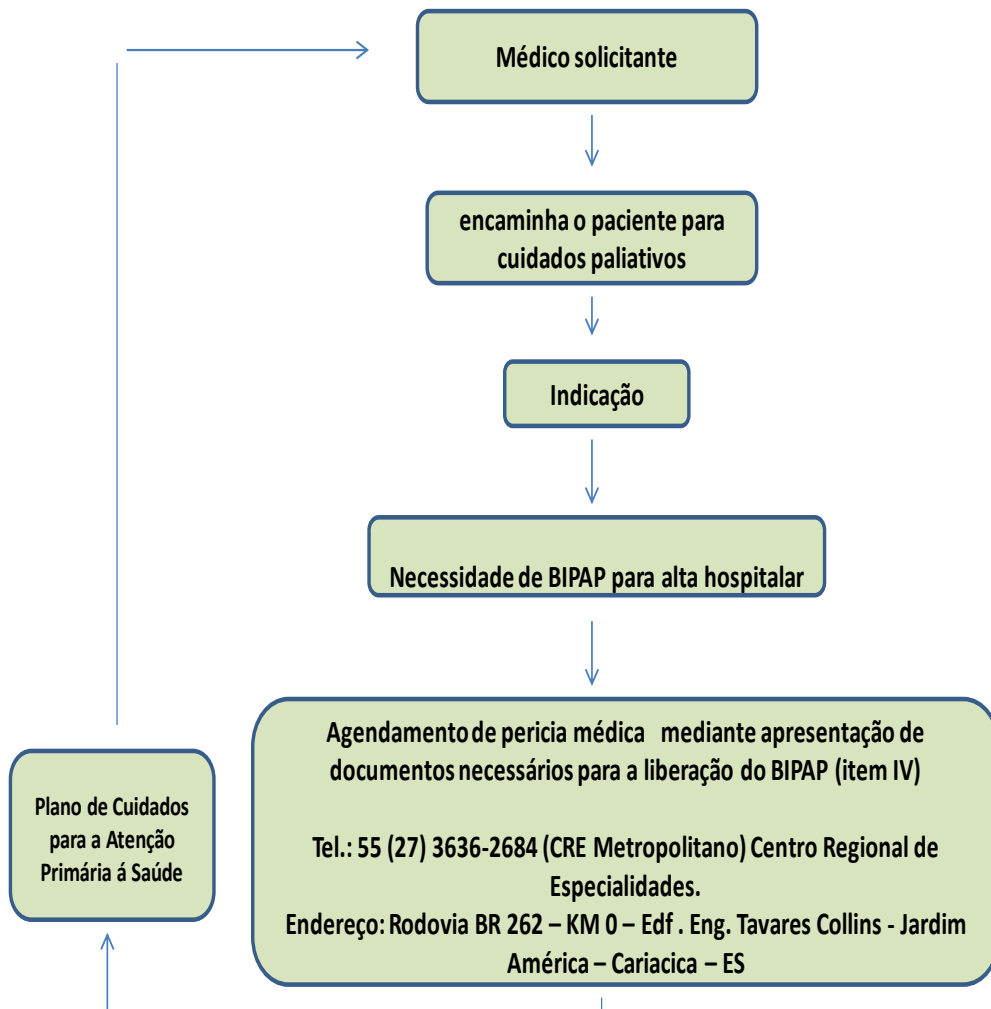 Médico solicitante
encaminha o paciente para
cuidados paliativos
Indicação
Necessidade de BIPAP para alta hospitalar
Agendamento de pericia médica mediante apresentação de
documentos necessários para a liberação do BIPAP (item IV)
Tel.: 55 (27) 3636-2684 (CRE Metropolitano) Centro Regional de
Especialidades.
Endereço: Rodovia BR 262 – KM 0 – Edf . Eng. Tavares Collins - Jardim
América – Cariacica – ES
Plano de Cuidados
para a Atenção
Primária á Saúde